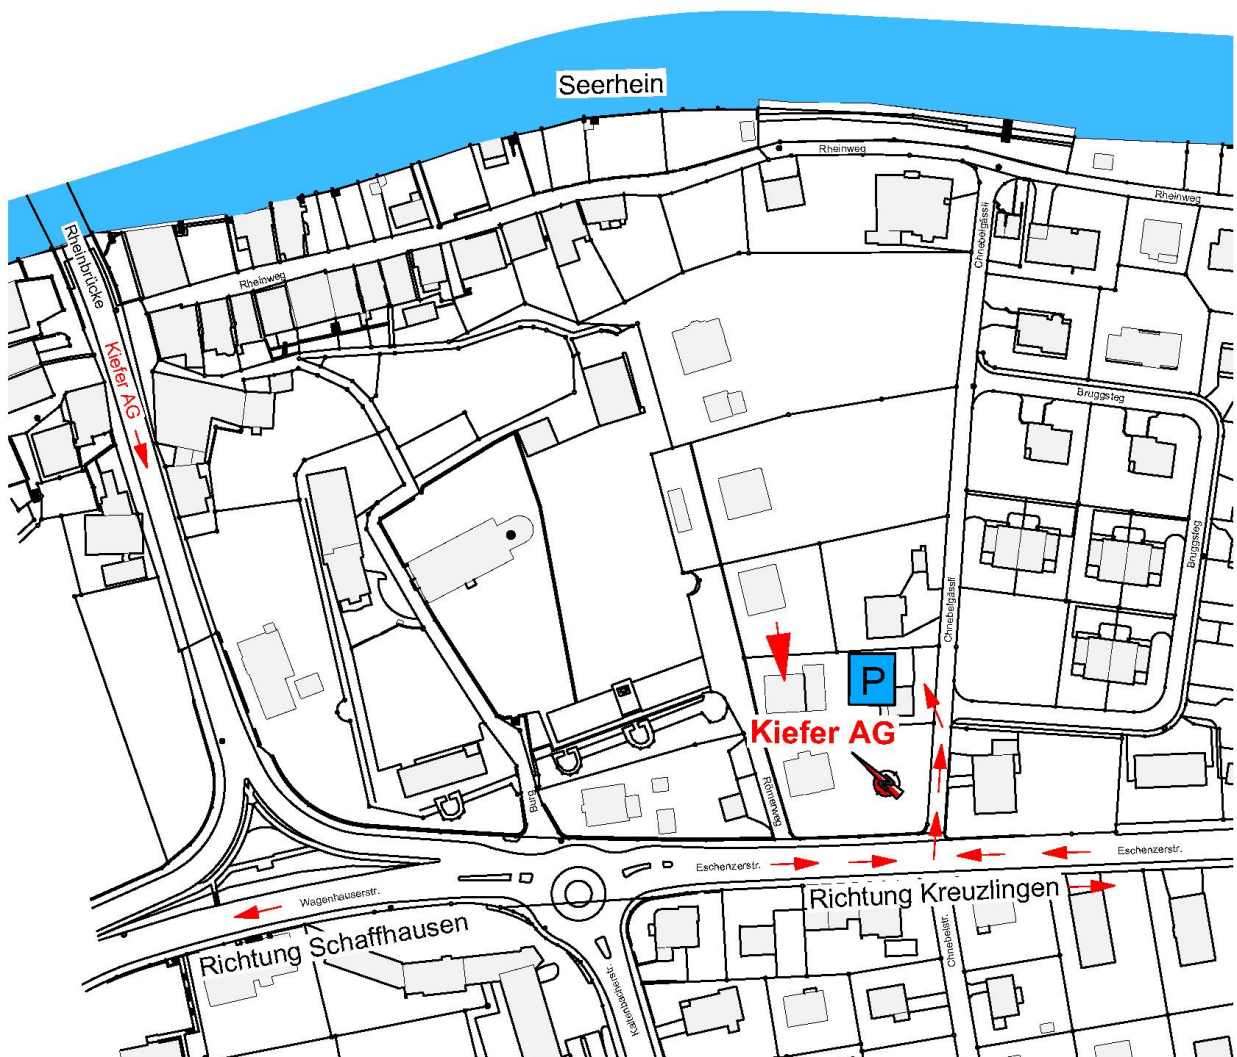 Seerhein
Rheinweg
Rheinweg
Rheinbrücke
Rheinweg
Chnebelgässli
Kiefer AG
Bruggsteg
Bruggsteg
Chnebelgässli
P
Kiefer AG
Burg
Römerweg
Eschenzerstr.
Eschenzerstr.
Wagenhauserstr.
Richtung Kreuzlingen
Richtung Schaffhausen
Chnebelstr.
Kaltenbacherstr.